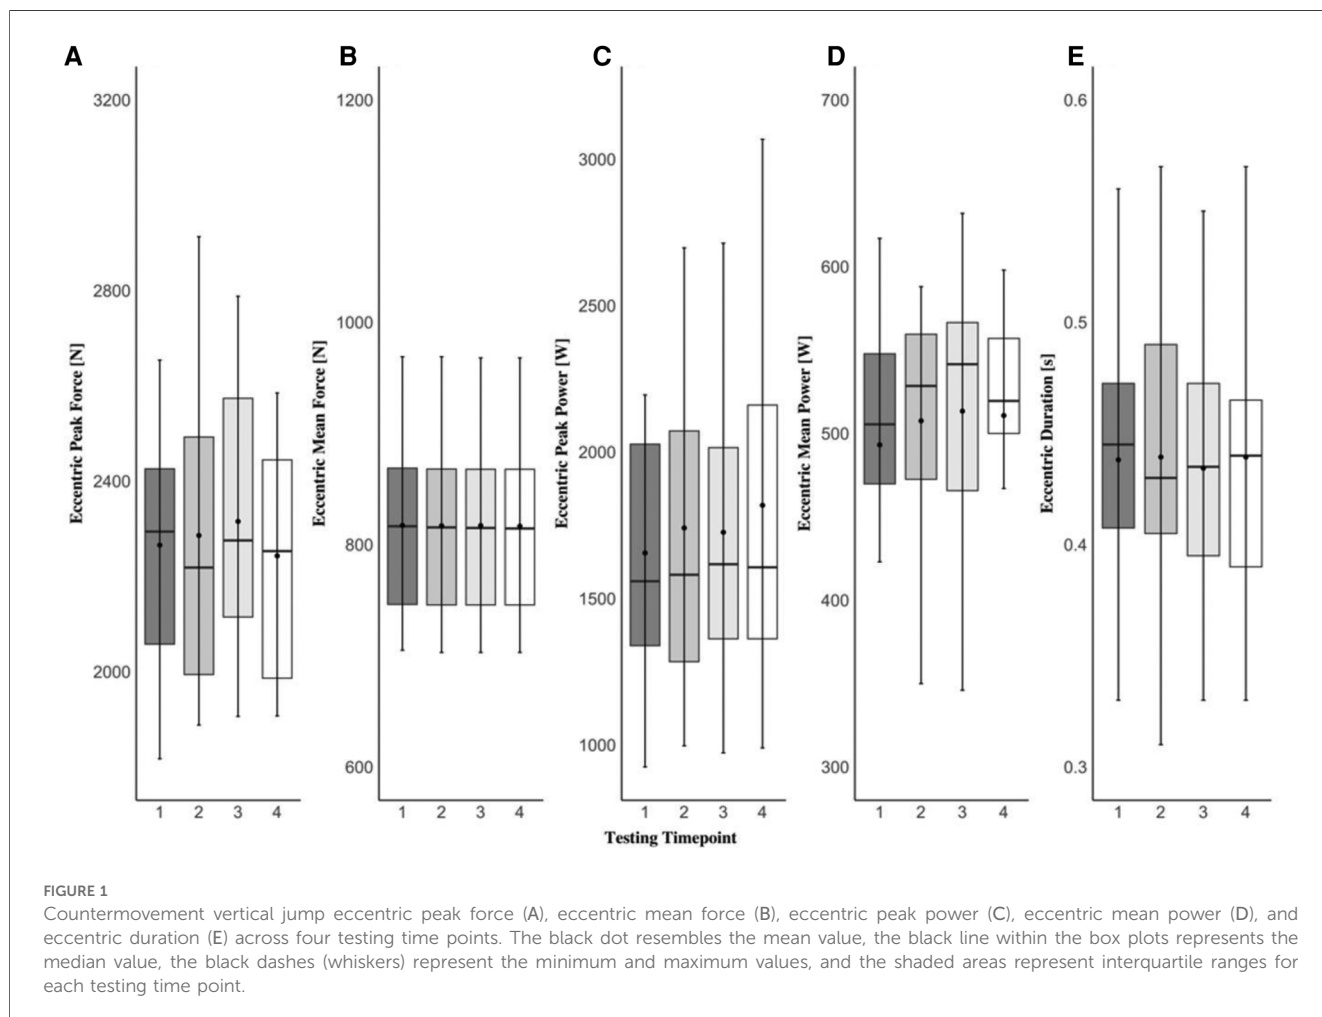 A
B
C
D
E
Eccentric Peak Force [N]
3200
2800
2400
2000
1 2 3 4
Eccentric Mean Force [N]
1200
1000
800
600
1 2 3 4
Eccentric Peak Power [W]
3000
2500
2000
1500
1000
1 2 3 4
Eccentric Mean Power [W]
700
600
500
400
300
1 2 3 4
Eccentric Duration [s]
0.6
0.5
0.4
0.3
1 2 3 4
Testing Timepoint
FIGURE 1
Countermovement vertical jump eccentric peak force (A), eccentric mean force (B), eccentric peak power (C), eccentric mean power (D), and
eccentric duration (E) across four testing time points. The black dot resembles the mean value, the black line within the box plots represents the
median value, the black dashes (whiskers) represent the minimum and maximum values, and the shaded areas represent interquartile ranges for
each testing time point.